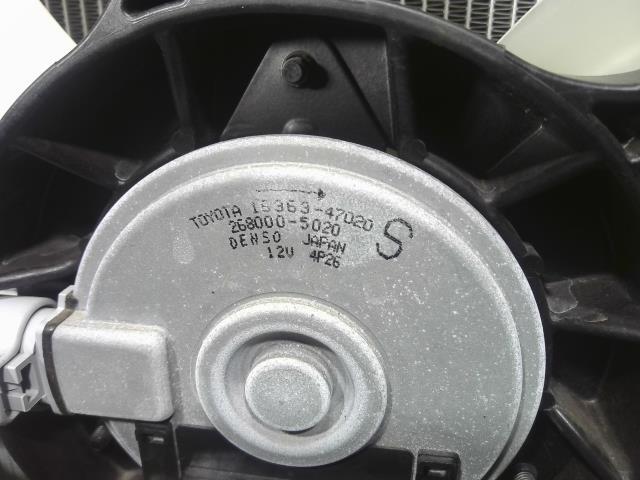 TOYOTA 16363-47020
268000-5020
DENSO JAPAN
12V 4P26
S